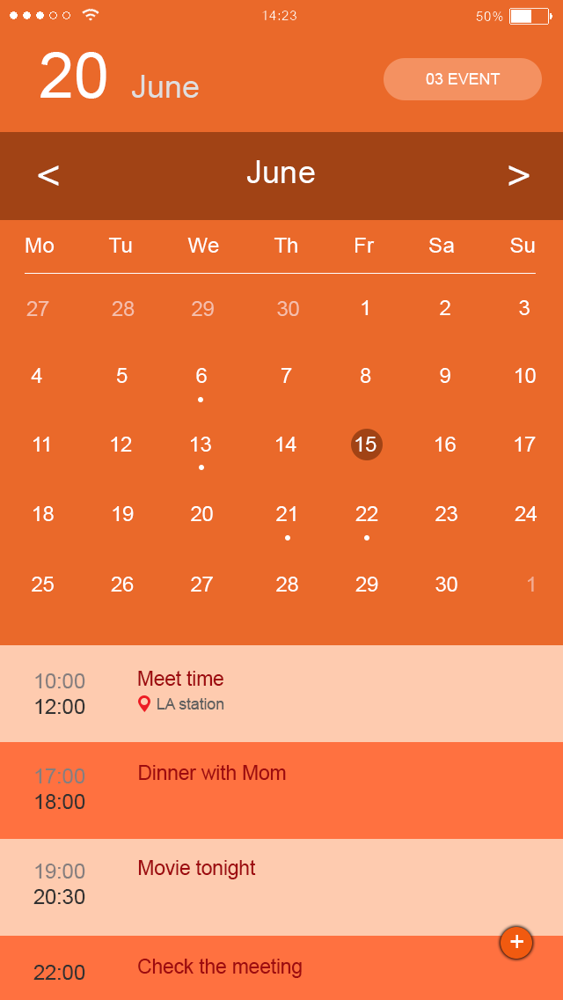 14:23 50%
20 June 03 EVENT
< June >
Mo Tu We Th Fr Sa Su
27 28 29 30 1 2 3
4 5 6 7 8 9 10
11 12 13 14 15 16 17
18 19 20 21 22 23 24
25 26 27 28 29 30 1
10:00 Meet time
12:00 LA station
17:00 Dinner with Mom
18:00
19:00 Movie tonight
20:30
+
22:00 Check the meeting